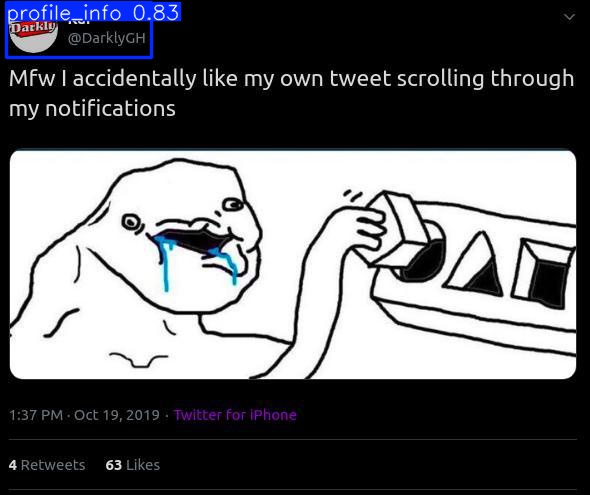 profile_info 0.83
Darkly
@DarklyGH
Mfw I accidentally like my own tweet scrolling through
my notifications
1:37 PM · Oct 19, 2019 · Twitter for iPhone
4 Retweets 63 Likes